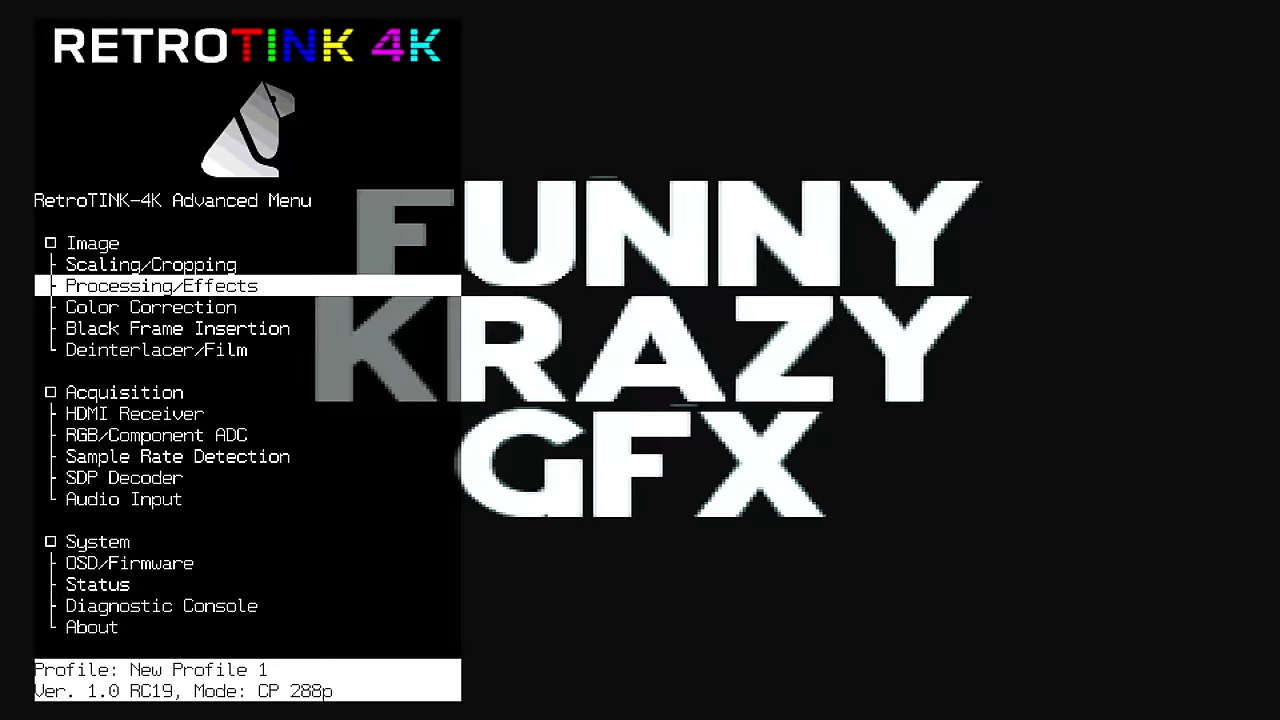 RETROTINK 4K
RetroTINK-4K Advanced Menu
Image
Scaling/Cropping
Processing/Effects
Color Correction
Black Frame Insertion
Deinterlacer/Film
Acquisition
HDMI Receiver
RGB/Component ADC
Sample Rate Detection
SDP Decoder
Audio Input
System
OSD/Firmware
Status
Diagnostic Console
About
Profile: New Profile 1
Ver. 1.0 RC19, Mode: CP 288p
FUNNY
KRAZY
GFX